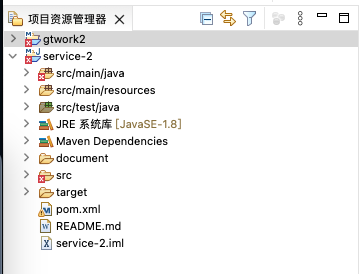 项目资源管理器
gtwork2
service-2
src/main/java
src/main/resources
src/test/java
JRE 系统库 [JavaSE-1.8]
Maven Dependencies
document
src
target
pom.xml
README.md
service-2.iml